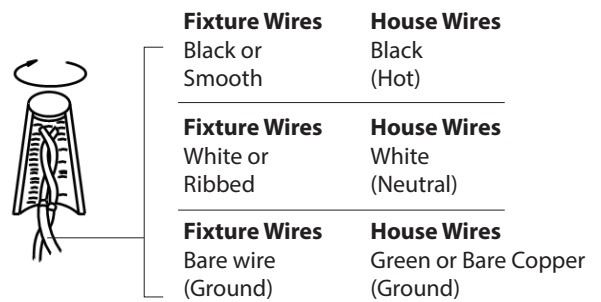 Fixture Wires House Wires
Black or Black
Smooth (Hot)
Fixture Wires House Wires
White or White
Ribbed (Neutral)
Fixture Wires House Wires
Bare wire Green or Bare Copper
(Ground) (Ground)